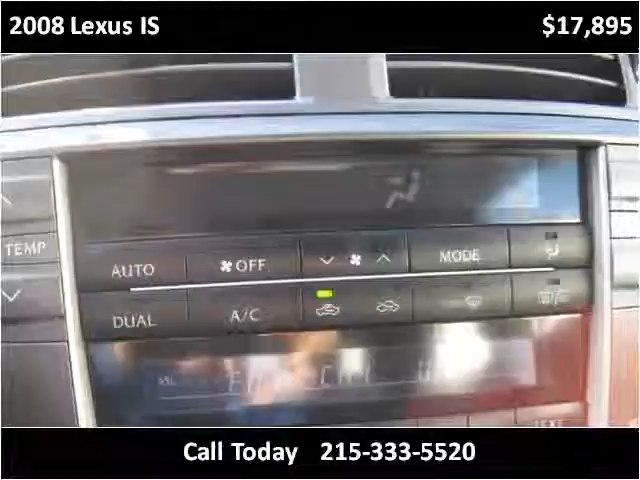 2008 Lexus IS $17,895
TEMP
AUTO OFF MODE
DUAL A/C
Call Today 215-333-5520